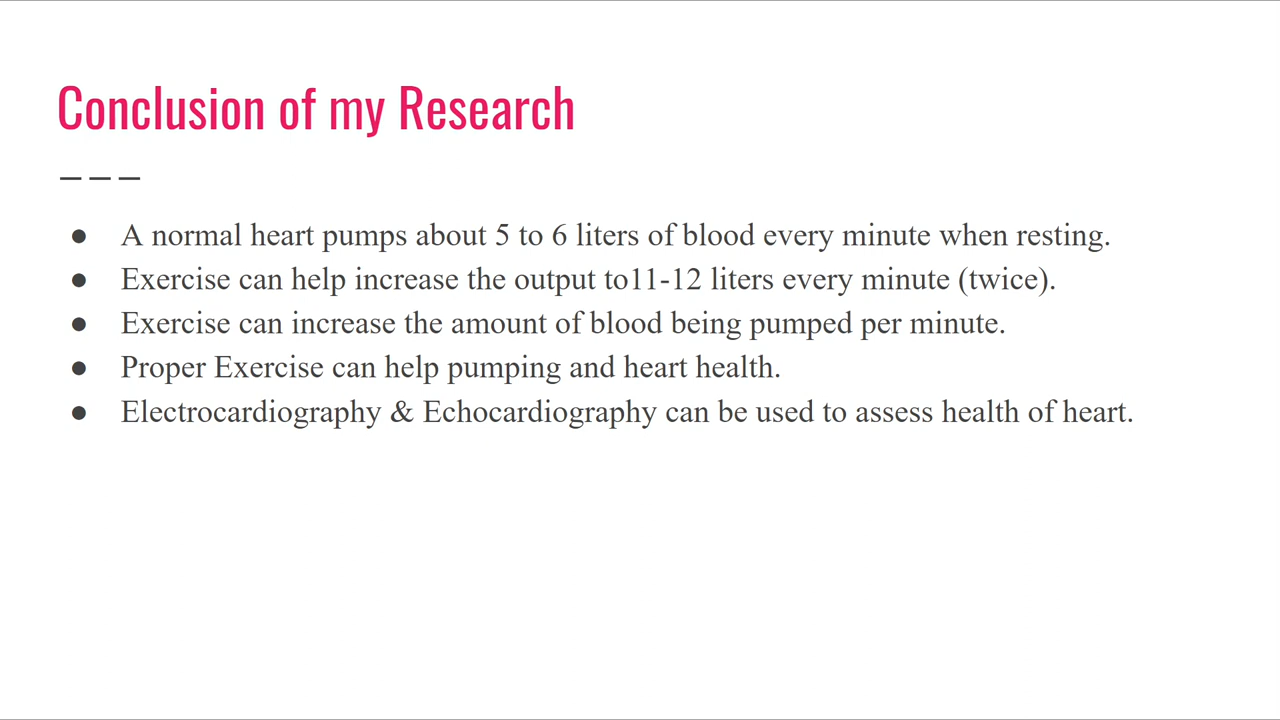 Conclusion of my Research
● A normal heart pumps about 5 to 6 liters of blood every minute when resting.
● Exercise can help increase the output to11-12 liters every minute (twice).
● Exercise can increase the amount of blood being pumped per minute.
● Proper Exercise can help pumping and heart health.
● Electrocardiography & Echocardiography can be used to assess health of heart.